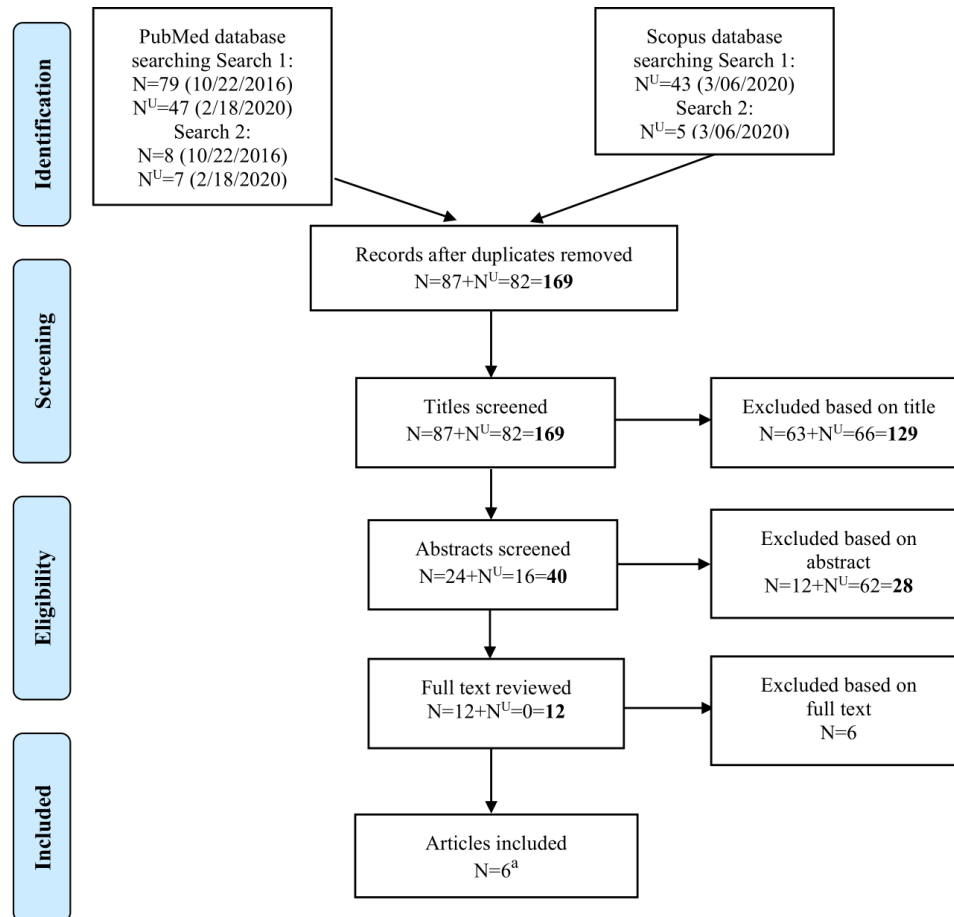 Identification
PubMed database
searching Search 1:
N=79 (10/22/2016)
Nᵁ=47 (2/18/2020)
Search 2:
N=8 (10/22/2016)
Nᵁ=7 (2/18/2020)
Scopus database
searching Search 1:
Nᵁ=43 (3/06/2020)
Search 2:
Nᵁ=5 (3/06/2020)
Records after duplicates removed
N=87+Nᵁ=82=169
Screening
Titles screened
N=87+Nᵁ=82=169
Excluded based on title
N=63+Nᵁ=66=129
Eligibility
Abstracts screened
N=24+Nᵁ=16=40
Excluded based on
abstract
N=12+Nᵁ=62=28
Full text reviewed
N=12+Nᵁ=0=12
Excluded based on
full text
N=6
Included
Articles included
N=6ᵃ